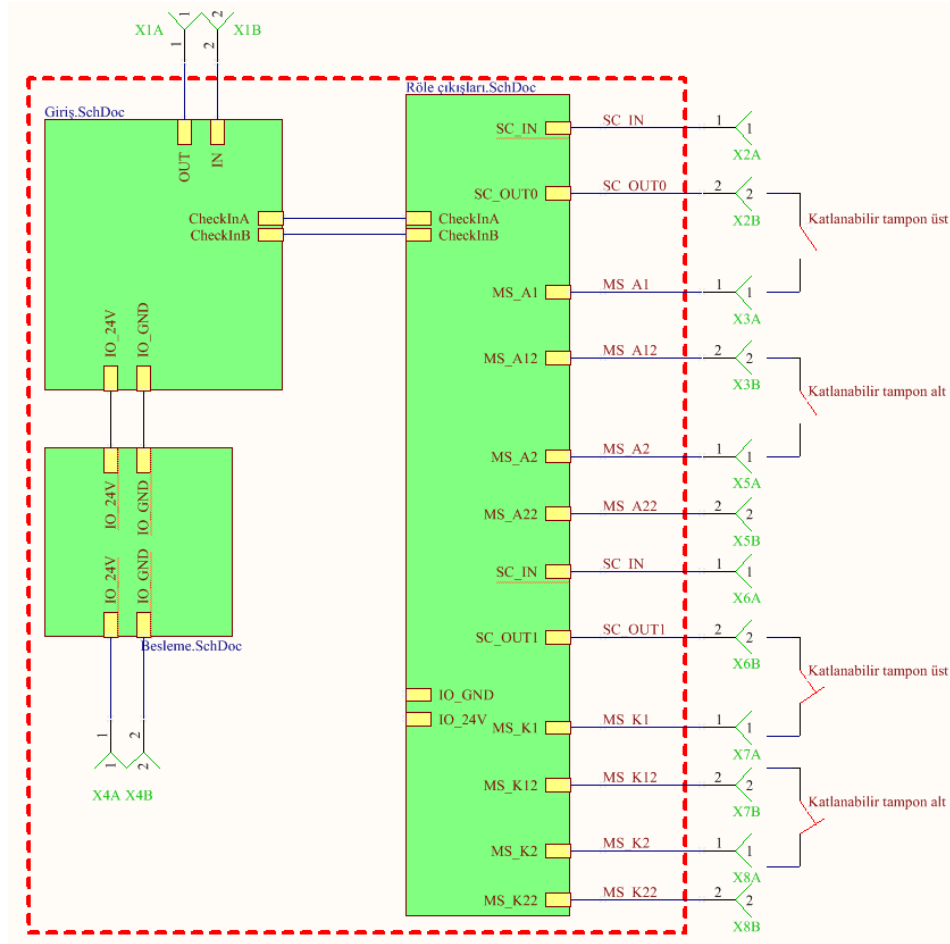 X1A
1
1
2
2
X1B
Giriş.SchDoc
OUT
IN
CheckInA
CheckInB
IO_24V
IO_GND
IO_24V
IO_GND
IO_24V
IO_GND
Besleme.SchDoc
1
2
1
2
X4A
X4B
Röle çıkışları.SchDoc
CheckInA
CheckInB
IO_GND
IO_24V
SC_IN
SC_IN
1
1
X2A
SC_OUT0
SC_OUT0
2
2
X2B
Katlanabilir tampon üst
MS_A1
MS_A1
1
1
X3A
MS_A12
MS_A12
2
2
X3B
Katlanabilir tampon alt
MS_A2
MS_A2
1
1
X5A
MS_A22
MS_A22
2
2
X5B
SC_IN
SC_IN
1
1
X6A
SC_OUT1
SC_OUT1
2
2
X6B
Katlanabilir tampon üst
MS_K1
MS_K1
1
1
X7A
MS_K12
MS_K12
2
2
X7B
Katlanabilir tampon alt
MS_K2
MS_K2
1
1
X8A
MS_K22
MS_K22
2
2
X8B